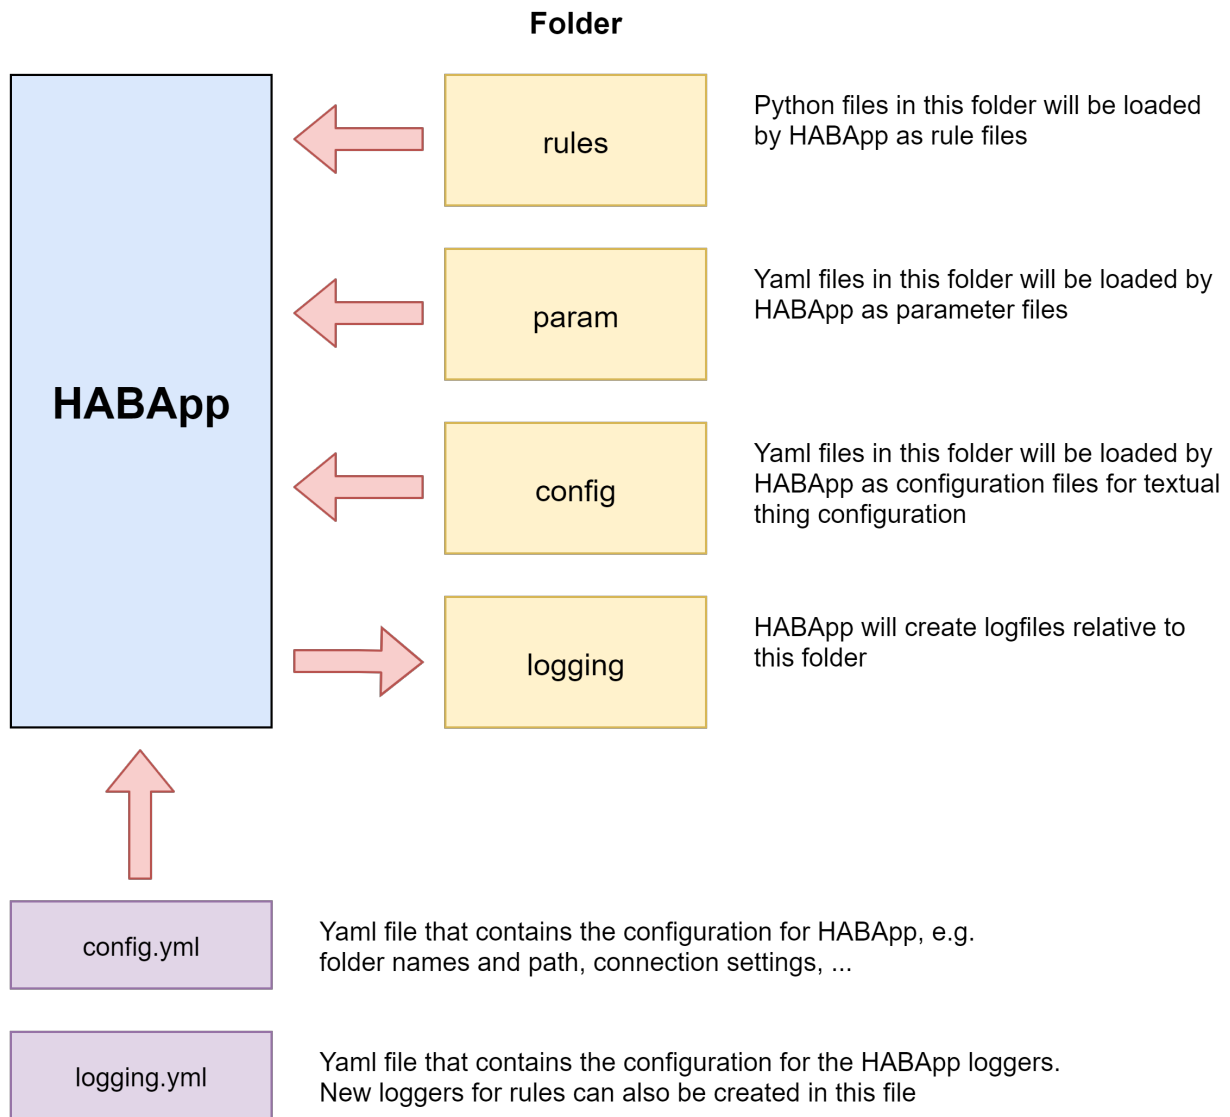 Folder
HABApp
rules
Python files in this folder will be loaded
by HABApp as rule files
param
Yaml files in this folder will be loaded by
HABApp as parameter files
config
Yaml files in this folder will be loaded by
HABApp as configuration files for textual
thing configuration
logging
HABApp will create logfiles relative to
this folder
config.yml
Yaml file that contains the configuration for HABApp, e.g.
folder names and path, connection settings, ...
logging.yml
Yaml file that contains the configuration for the HABApp loggers.
New loggers for rules can also be created in this file